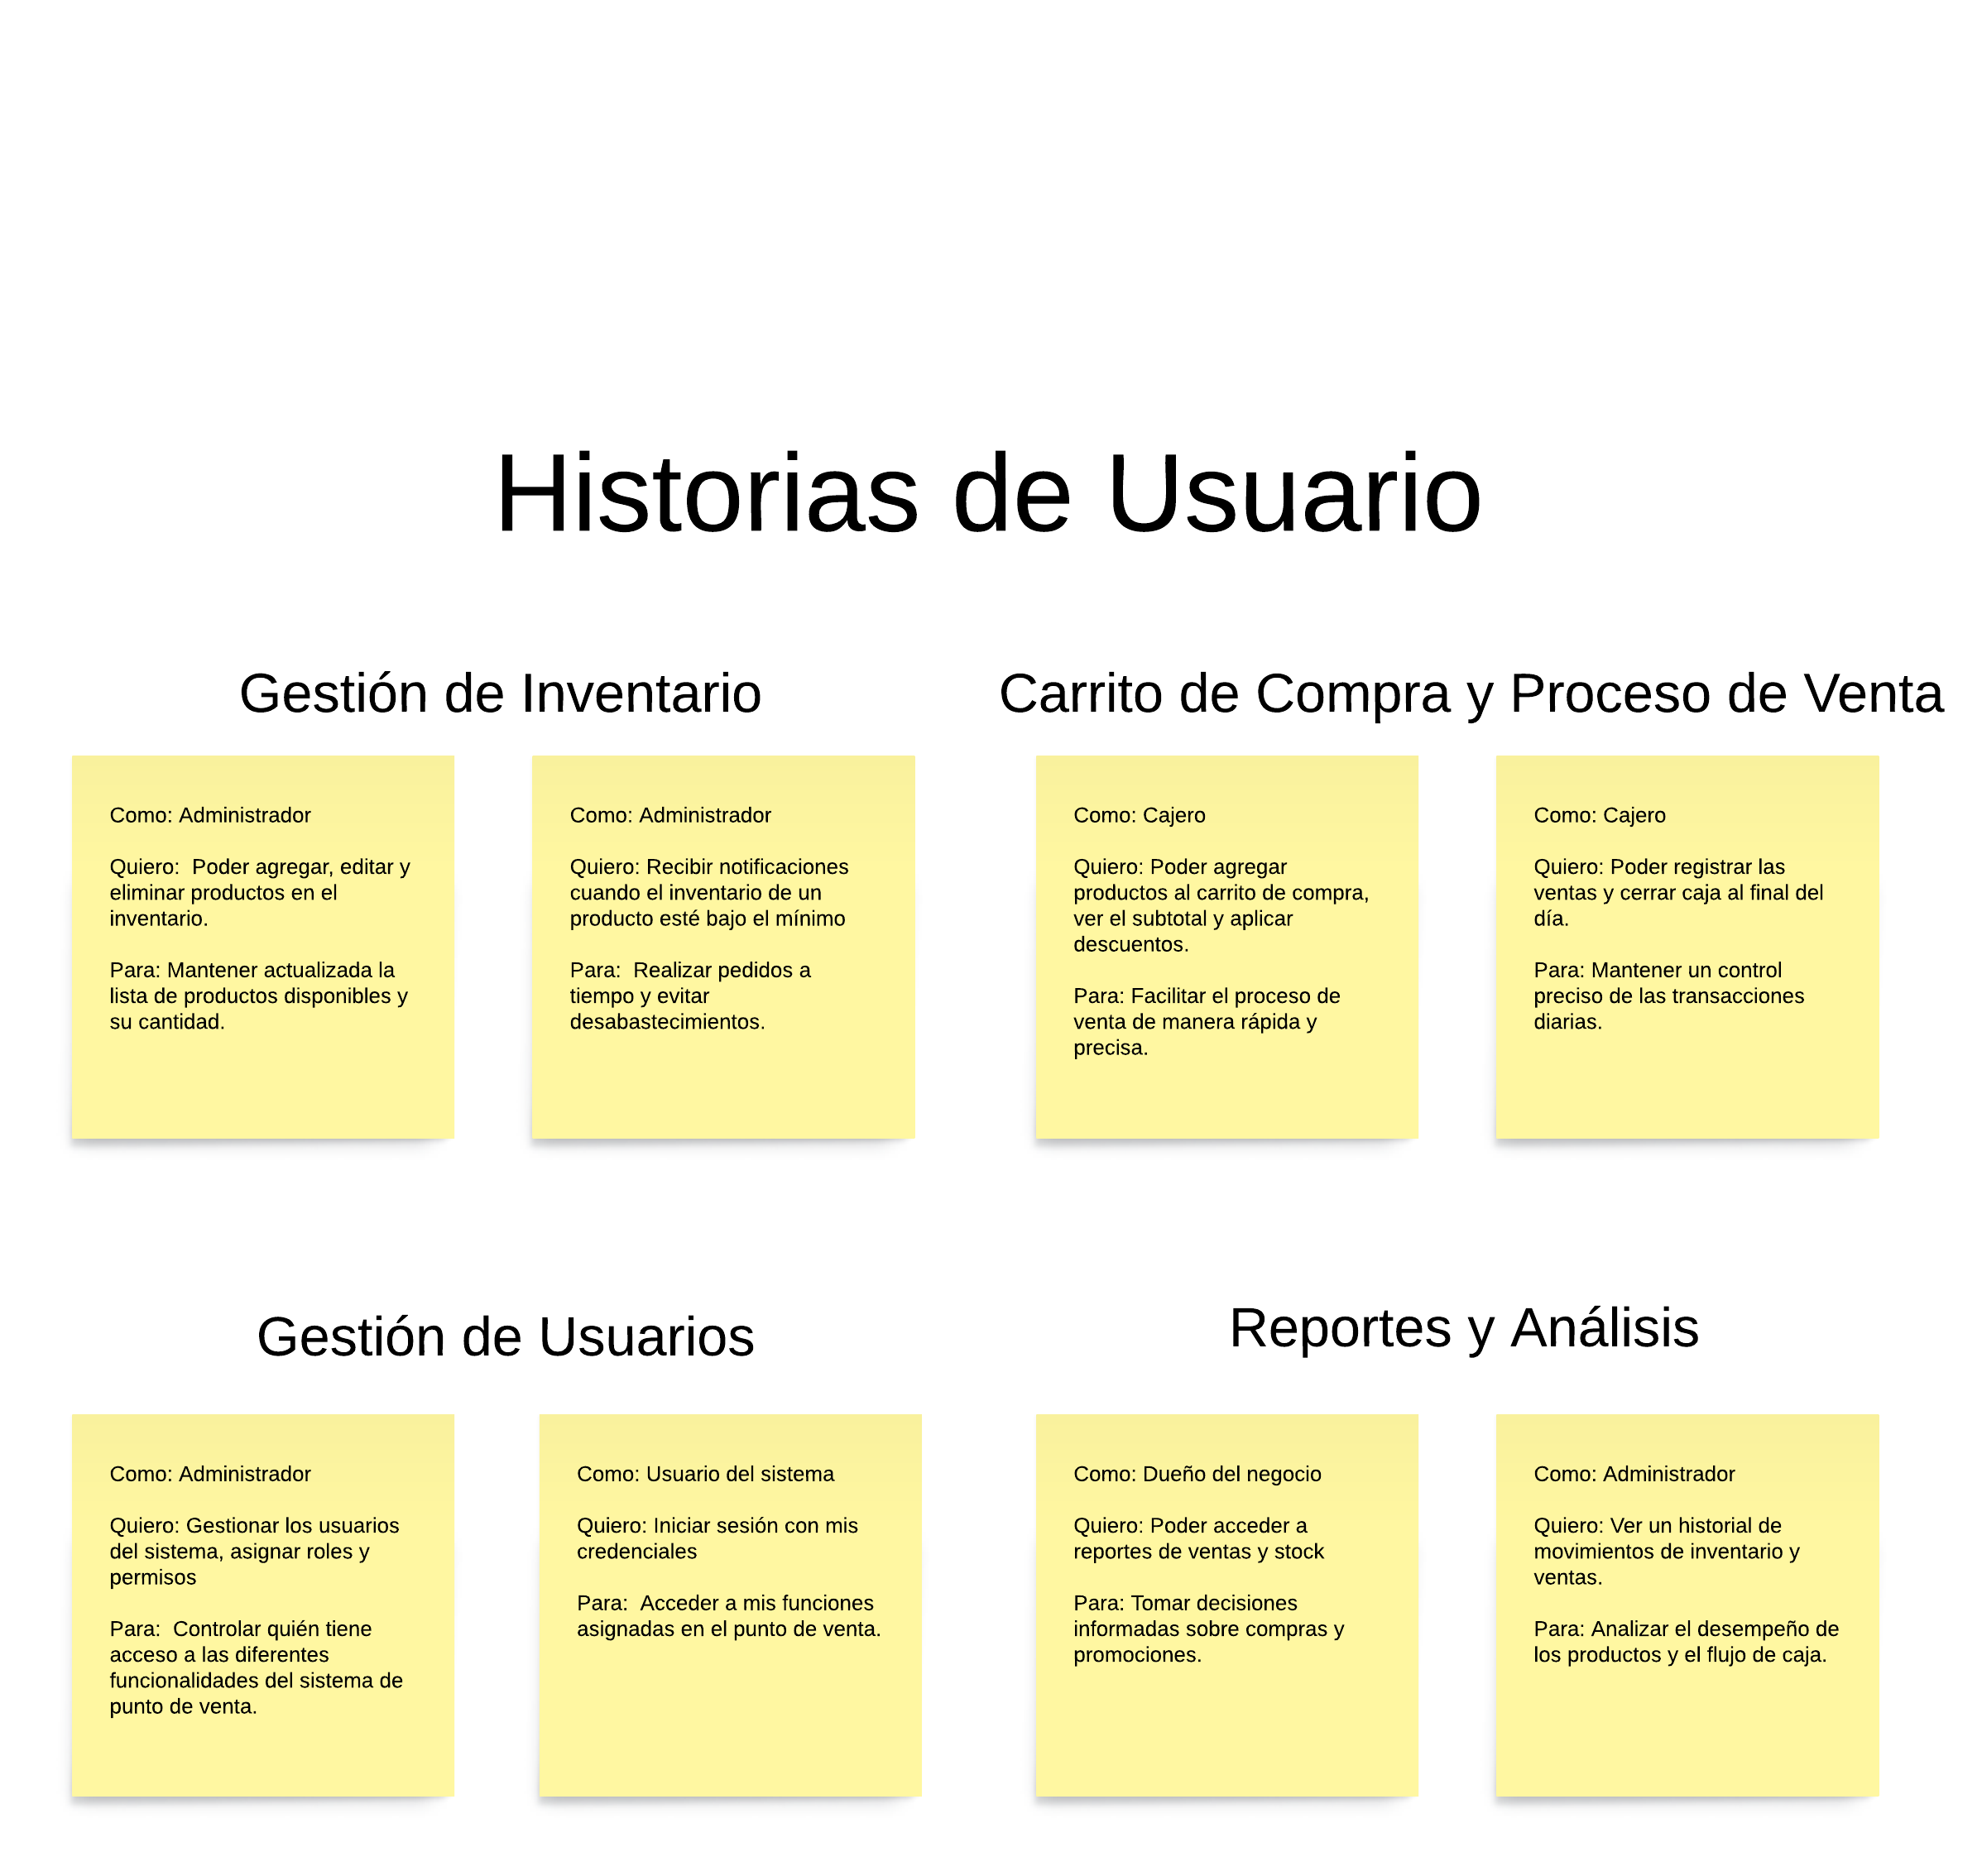 Historias de Usuario
Gestión de Inventario
Como: Administrador
Quiero:  Poder agregar, editar y
eliminar productos en el
inventario.
Para: Mantener actualizada la
lista de productos disponibles y
su cantidad.
Como: Administrador
Quiero: Recibir notificaciones
cuando el inventario de un
producto esté bajo el mínimo
Para:  Realizar pedidos a
tiempo y evitar
desabastecimientos.
Carrito de Compra y Proceso de Venta
Como: Cajero
Quiero: Poder agregar
productos al carrito de compra,
ver el subtotal y aplicar
descuentos.
Para: Facilitar el proceso de
venta de manera rápida y
precisa.
Como: Cajero
Quiero: Poder registrar las
ventas y cerrar caja al final del
día.
Para: Mantener un control
preciso de las transacciones
diarias.
Gestión de Usuarios
Como: Administrador
Quiero: Gestionar los usuarios
del sistema, asignar roles y
permisos
Para:  Controlar quién tiene
acceso a las diferentes
funcionalidades del sistema de
punto de venta.
Como: Usuario del sistema
Quiero: Iniciar sesión con mis
credenciales
Para:  Acceder a mis funciones
asignadas en el punto de venta.
Reportes y Análisis
Como: Dueño del negocio
Quiero: Poder acceder a
reportes de ventas y stock
Para: Tomar decisiones
informadas sobre compras y
promociones.
Como: Administrador
Quiero: Ver un historial de
movimientos de inventario y
ventas.
Para: Analizar el desempeño de
los productos y el flujo de caja.